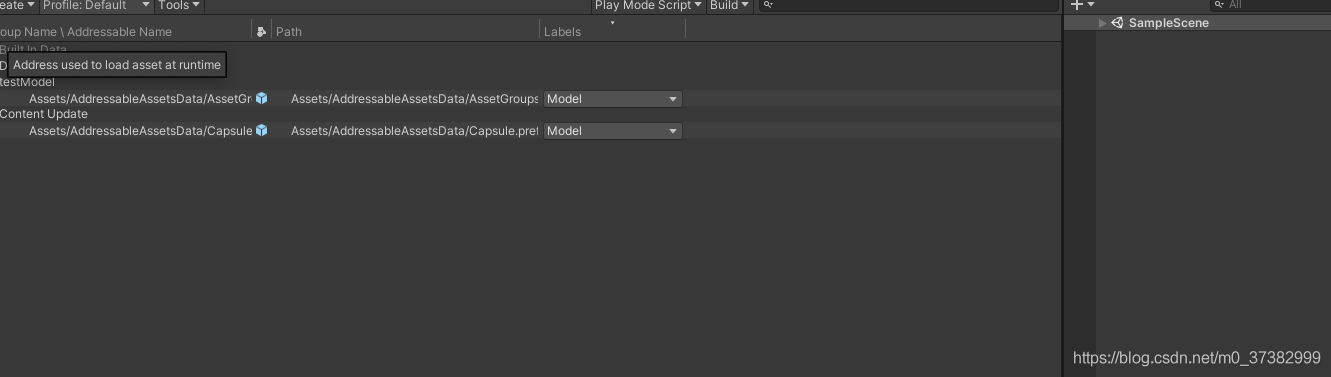 eate Profile: Default Tools Play Mode Script Build All
oup Name \ Addressable Name Path Labels
SampleScene
Built In Data
D
Address used to load asset at runtime
testModel
Assets/AddressableAssetsData/AssetGr Assets/AddressableAssetsData/AssetGroups Model
Content Update
Assets/AddressableAssetsData/Capsule Assets/AddressableAssetsData/Capsule.pref Model
https://blog.csdn.net/m0_37382999